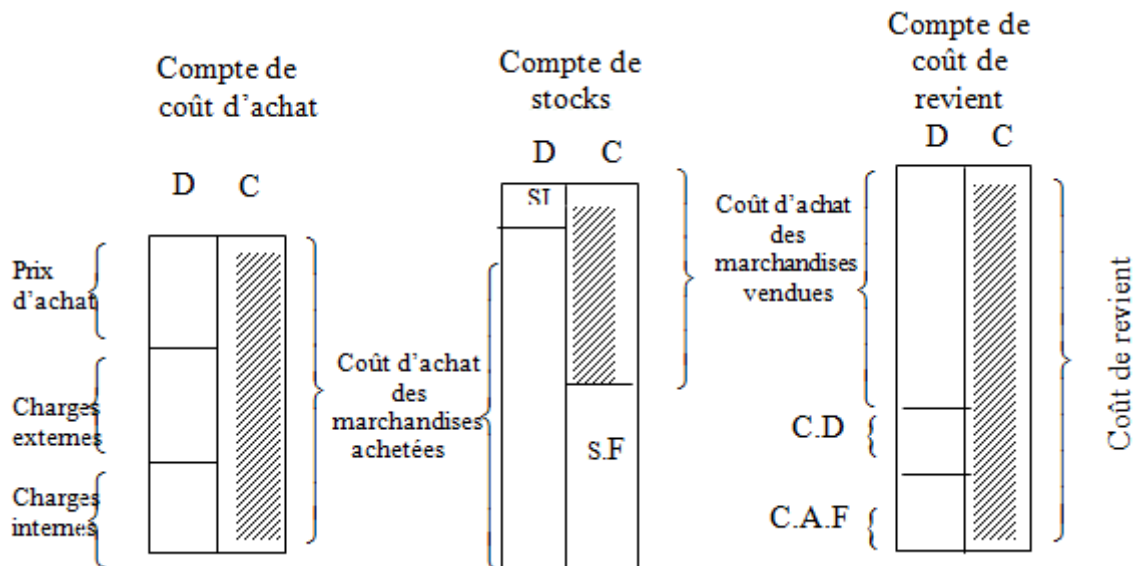 Compte de
coût d'achat
D C
Prix
d'achat
Charges
externes
Charges
internes
Coût d'achat
des
marchandises
achetées
Compte de
stocks
D C
SI
S.F
Coût d'achat
des
marchandises
vendues
Compte de
coût de
revient
D C
C.D
C.A.F
Coût de revient